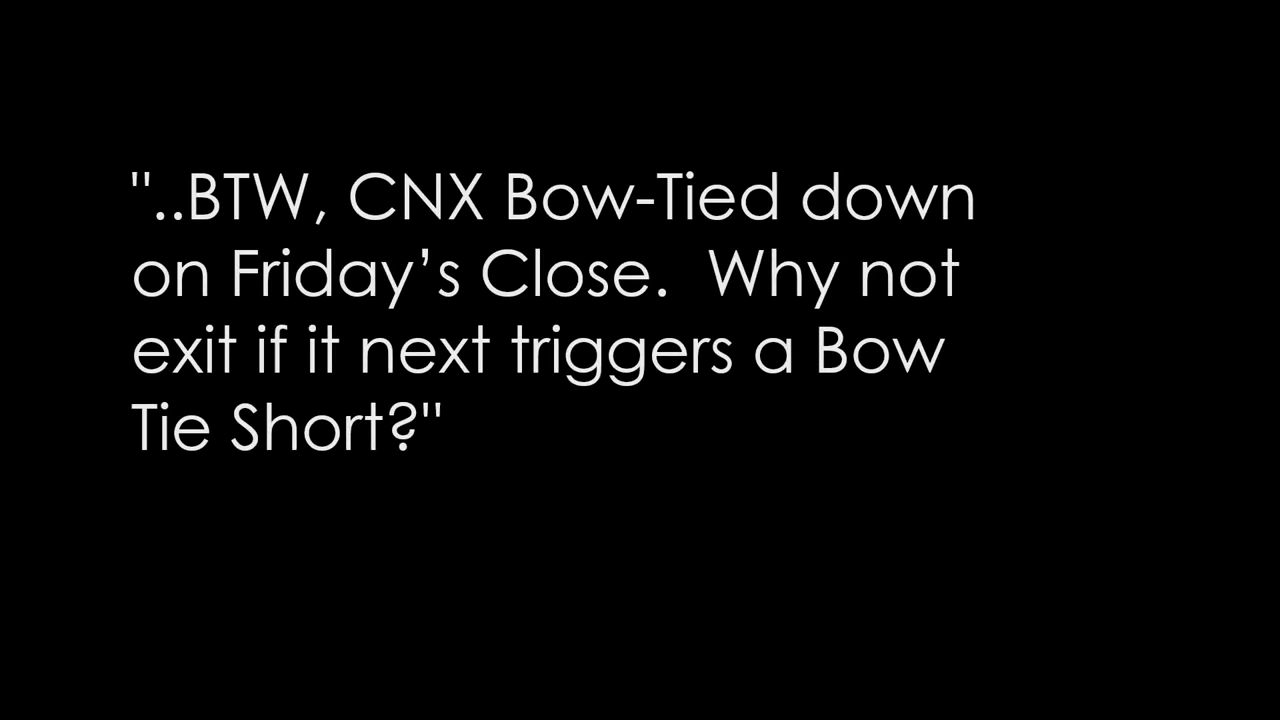 "..BTW, CNX Bow-Tied down
on Friday’s Close.  Why not
exit if it next triggers a Bow
Tie Short?"